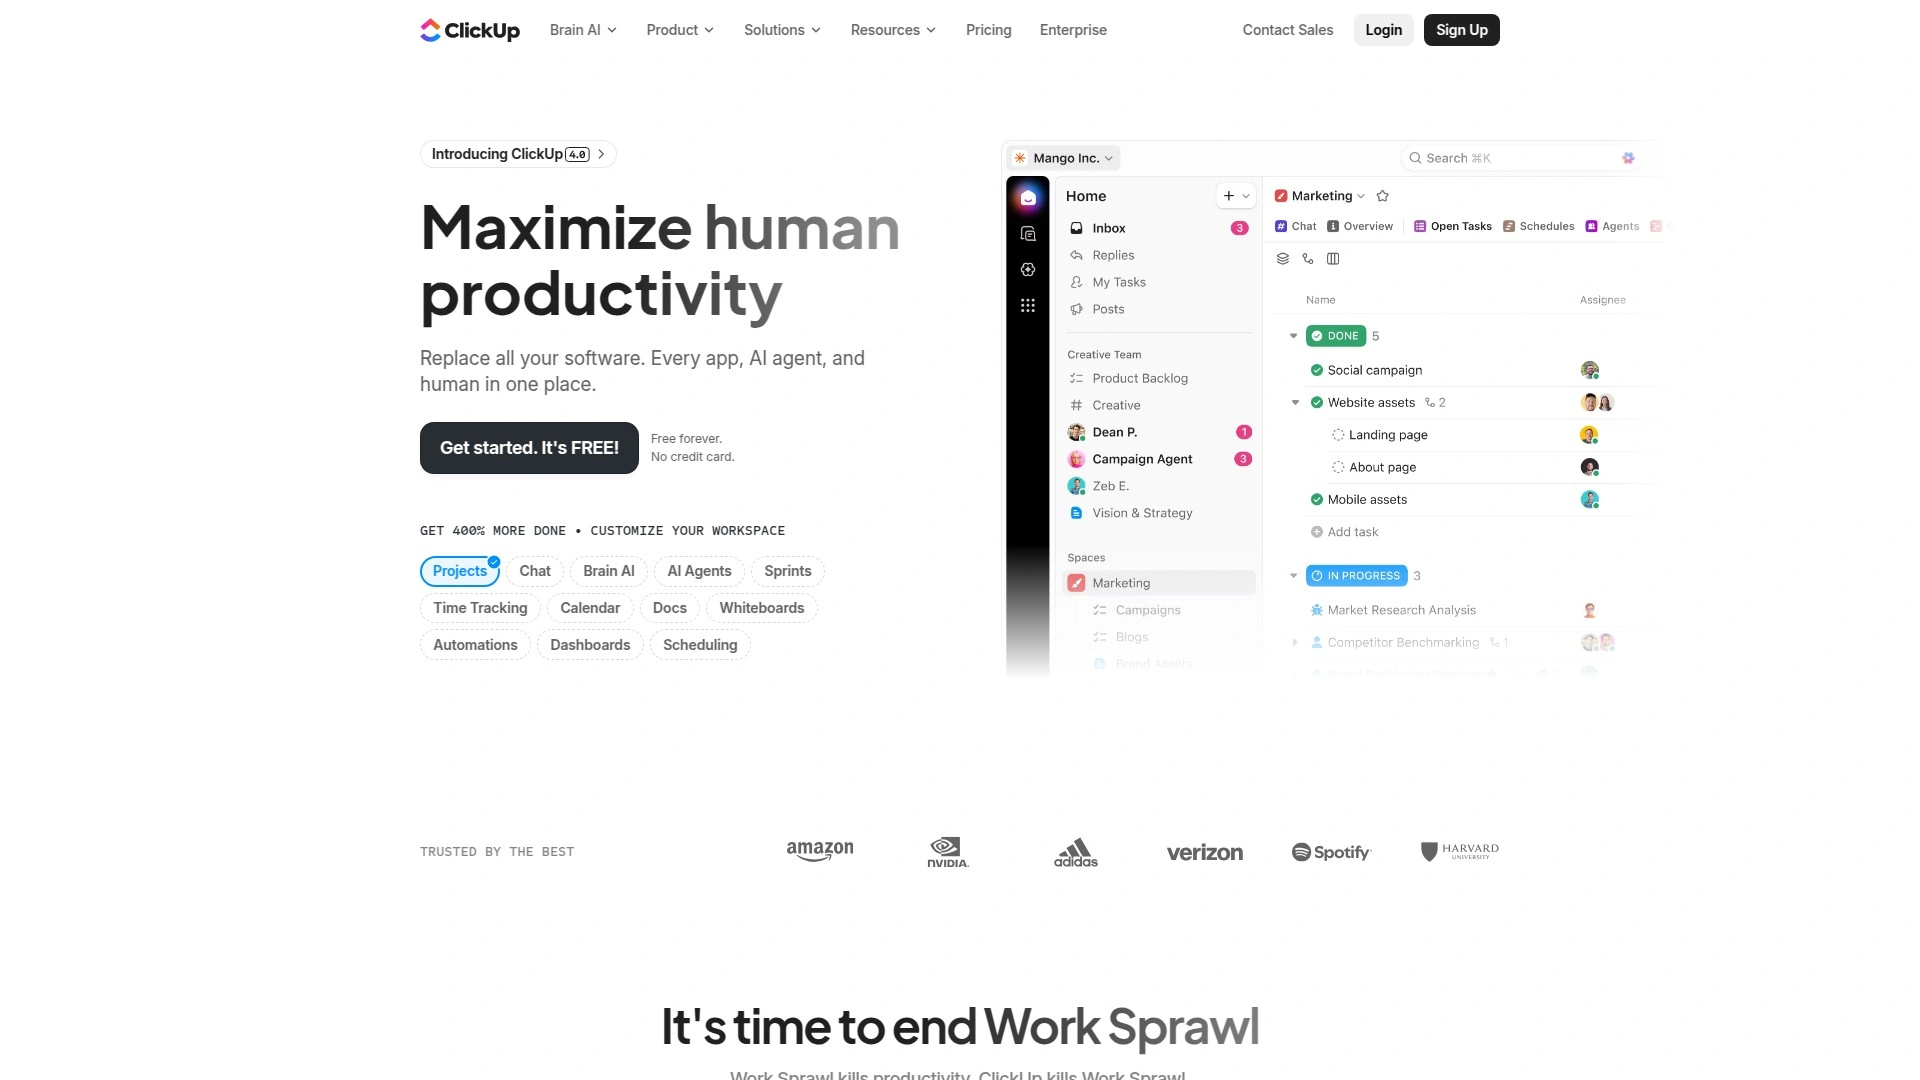 ClickUp
Brain AI
Product
Solutions
Resources
Pricing
Enterprise
Contact Sales
Login
Sign Up
Introducing ClickUp 4.0
Maximize human
productivity
Replace all your software. Every app, AI agent, and
human in one place.
Get started. It's FREE!
Free forever.
No credit card.
GET 400% MORE DONE • CUSTOMIZE YOUR WORKSPACE
Projects
Chat
Brain AI
AI Agents
Sprints
Time Tracking
Calendar
Docs
Whiteboards
Automations
Dashboards
Scheduling
Mango Inc.
Search ⌘K
Home
Inbox 3
Replies
My Tasks
Posts
Creative Team
Product Backlog
Creative
Dean P. 1
Campaign Agent 3
Zeb E.
Vision & Strategy
Spaces
Marketing
Campaigns
Blogs
Brand Assets
Marketing
Chat
Overview
Open Tasks
Schedules
Agents
Name
Assignee
DONE 5
Social campaign
Website assets 2
Landing page
About page
Mobile assets
Add task
IN PROGRESS 3
Market Research Analysis
Competitor Benchmarking 1
TRUSTED BY THE BEST
amazon
NVIDIA.
adidas
verizon
Spotify
HARVARD
UNIVERSITY
It's time to end Work Sprawl
Work Sprawl kills productivity. ClickUp kills Work Sprawl.